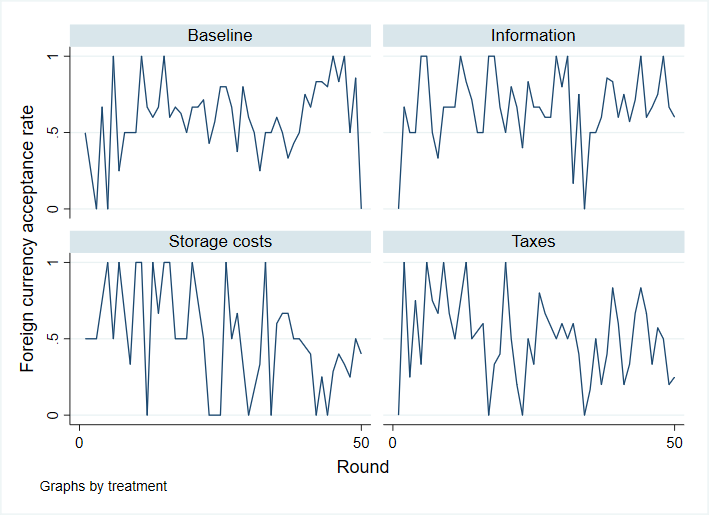 Baseline
Information
Foreign currency acceptance rate
1
.5
0
Storage costs
Taxes
1
.5
0
0
50
0
50
Round
Graphs by treatment